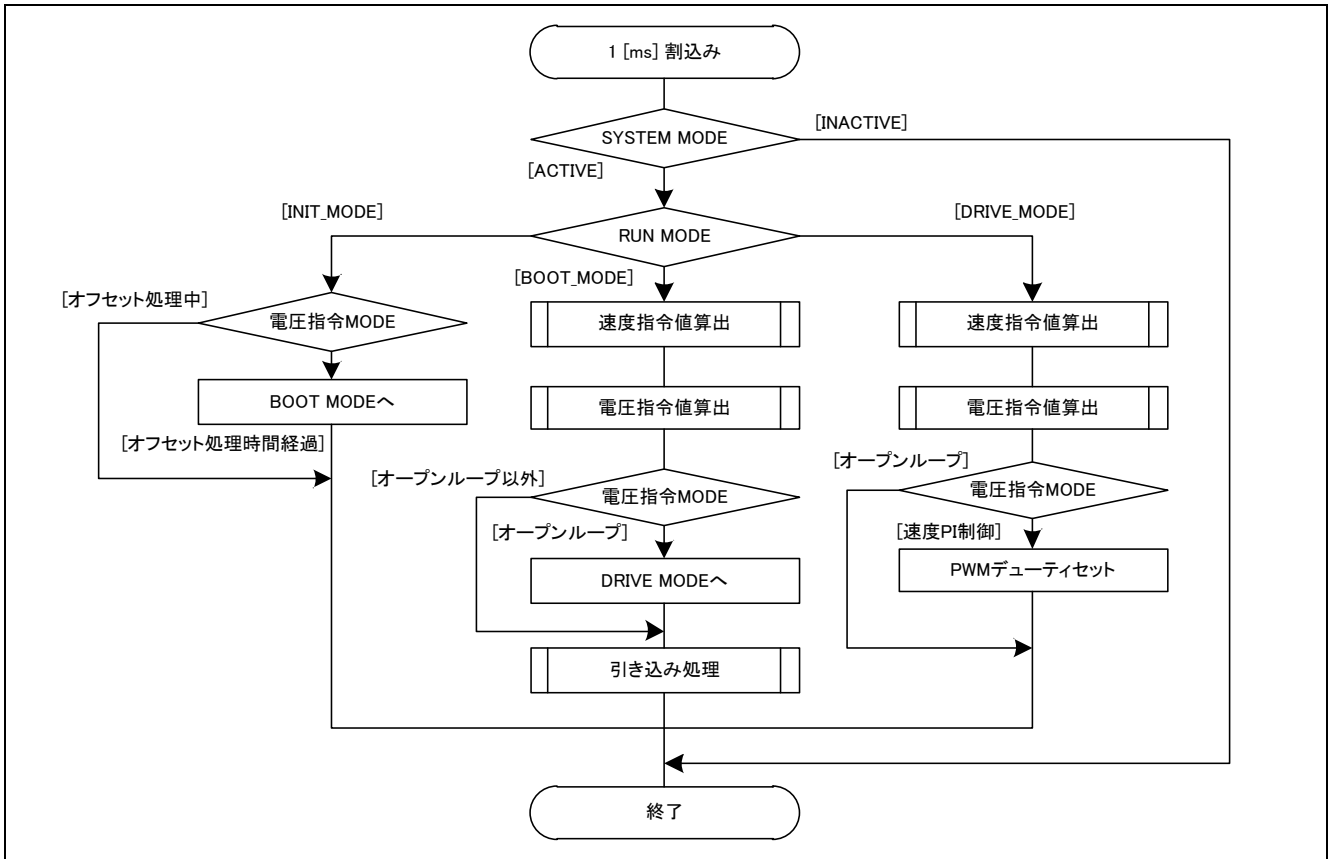 1 [ms] 割込み
[INACTIVE]
SYSTEM MODE
[ACTIVE]
[INIT_MODE]
[DRIVE_MODE]
RUN MODE
[BOOT_MODE]
[オフセット処理中]
電圧指令MODE
速度指令値算出
速度指令値算出
BOOT MODEへ
電圧指令値算出
電圧指令値算出
[オフセット処理時間経過]
[オープンループ以外]
[オープンループ]
電圧指令MODE
電圧指令MODE
[オープンループ]
[速度PI制御]
DRIVE MODEへ
PWMデューティセット
引き込み処理
終了